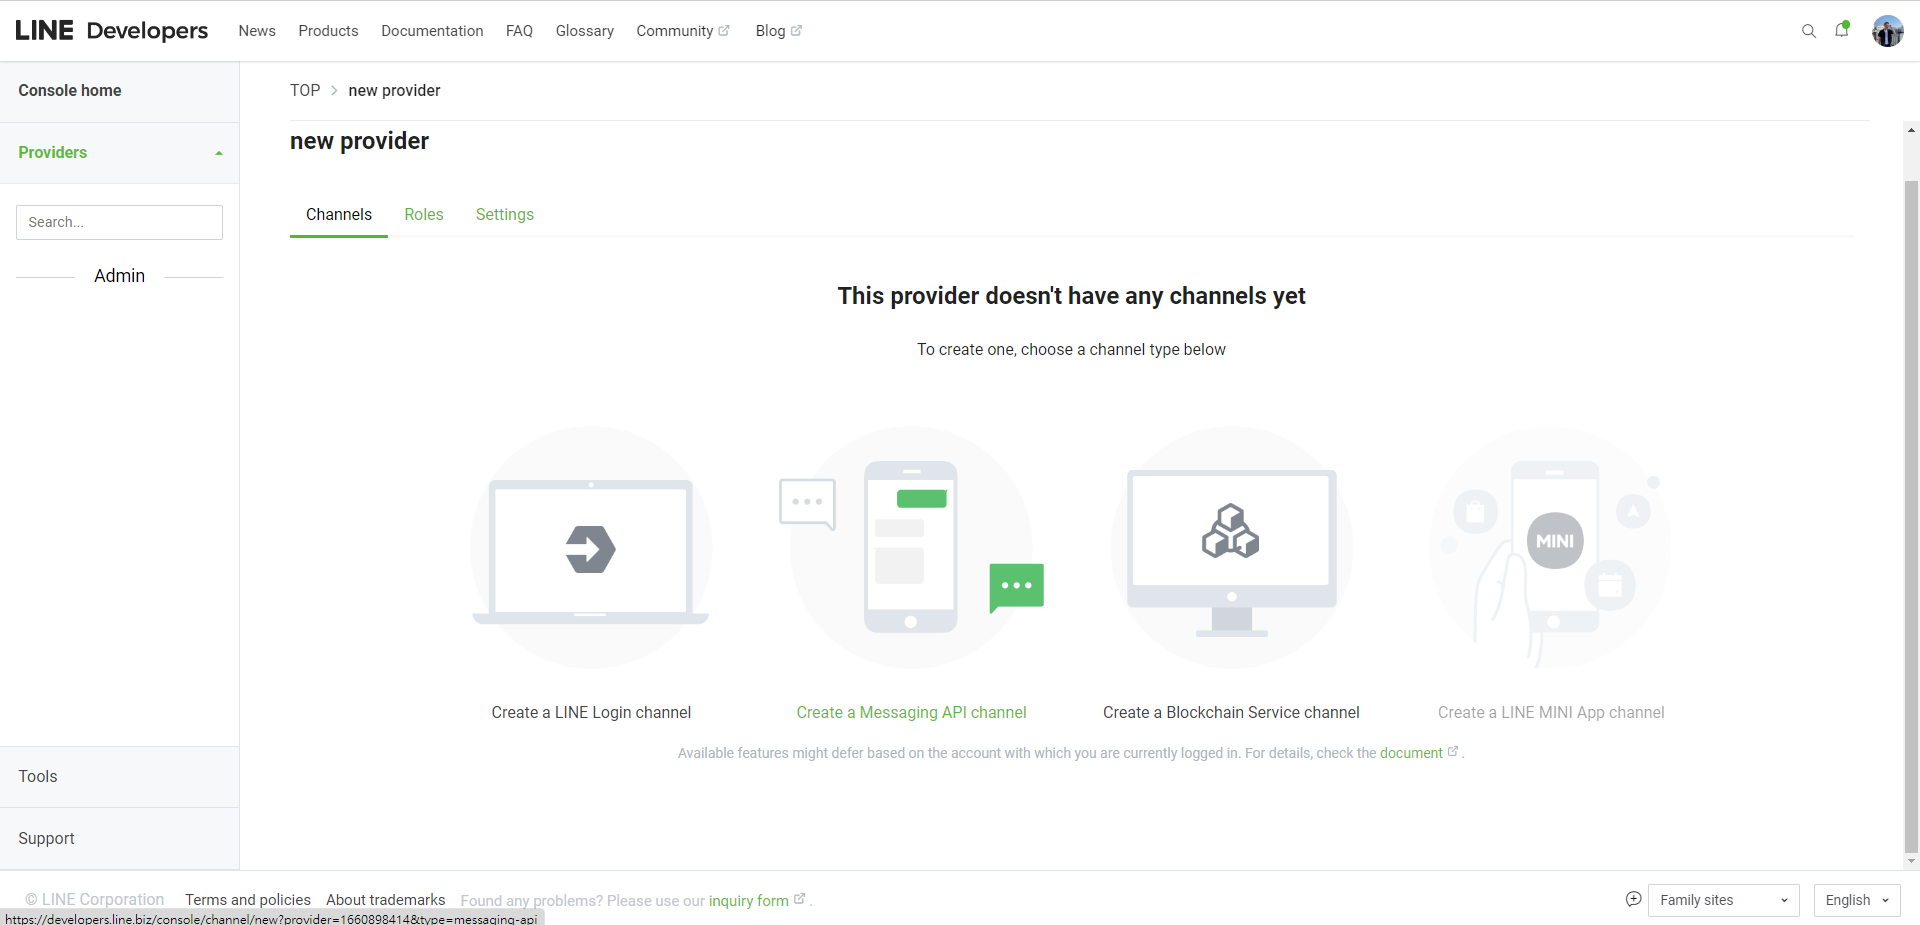 LINE Developers News Products Documentation FAQ Glossary Community Blog
Console home
Providers
Search...
Admin
Tools
Support
TOP > new provider
new provider
Channels Roles Settings
This provider doesn't have any channels yet
To create one, choose a channel type below
MINI
Create a LINE Login channel
Create a Messaging API channel
Create a Blockchain Service channel
Create a LINE MINI App channel
Available features might defer based on the account with which you are currently logged in. For details, check the document .
© LINE Corporation Terms and policies About trademarks Found any problems? Please use our inquiry form . Family sites English
https://developers.line.biz/console/channel/new?provider=1660898414&type=messaging-api